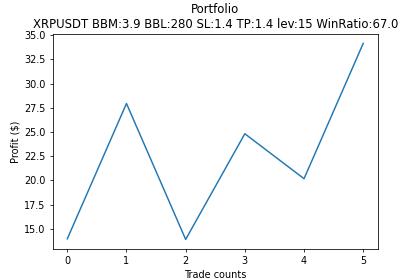 Portfolio
XRPUSDT BBM:3.9 BBL:280 SL:1.4 TP:1.4 lev:15 WinRatio:67.0
35.0
32.5
30.0
27.5
25.0
22.5
20.0
17.5
15.0
Profit ($)
0 1 2 3 4 5
Trade counts